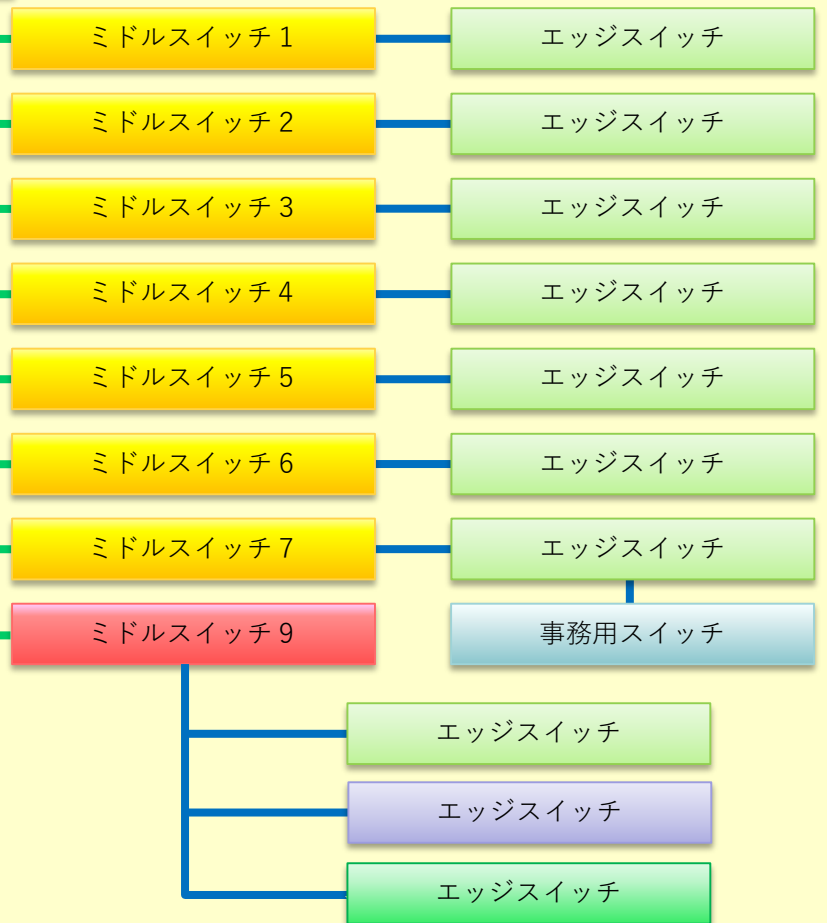 ミドルスイッチ1
エッジスイッチ
ミドルスイッチ2
エッジスイッチ
ミドルスイッチ3
エッジスイッチ
ミドルスイッチ4
エッジスイッチ
ミドルスイッチ5
エッジスイッチ
ミドルスイッチ6
エッジスイッチ
ミドルスイッチ7
エッジスイッチ
ミドルスイッチ9
事務用スイッチ
エッジスイッチ
エッジスイッチ
エッジスイッチ